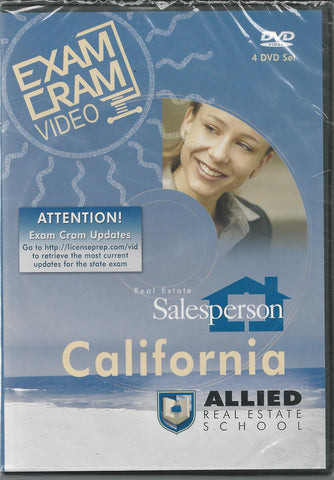 EXAM
CRAM
VIDEO
DVD
4 DVD Set
ATTENTION!
Exam Cram Updates
Go to http://licenseprep.com/vid
to retrieve the most current
updates for the state exam
Real Estate
Salesperson
California
ALLIED
REAL ESTATE
SCHOOL